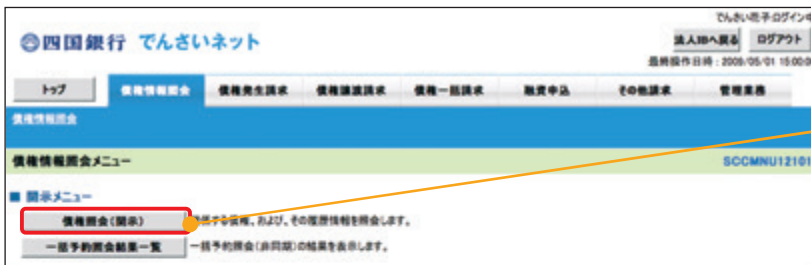 でんさい花子:ログイン中
四国銀行 でんさいネット
法人IBへ戻る ログアウト
最終操作日時：2008/05/01 15:00:0
トップ 債権情報照会 債権発生請求 債権譲渡請求 債権一括請求 融資申込 その他請求 管理業務
債権情報照会
債権情報照会メニュー SCCMNU12101
■ 開示メニュー
債権照会(開示) する債権、および、その履歴情報を照会します。
一括予約照会結果一覧 一括予約照会(非同期)の結果を表示します。